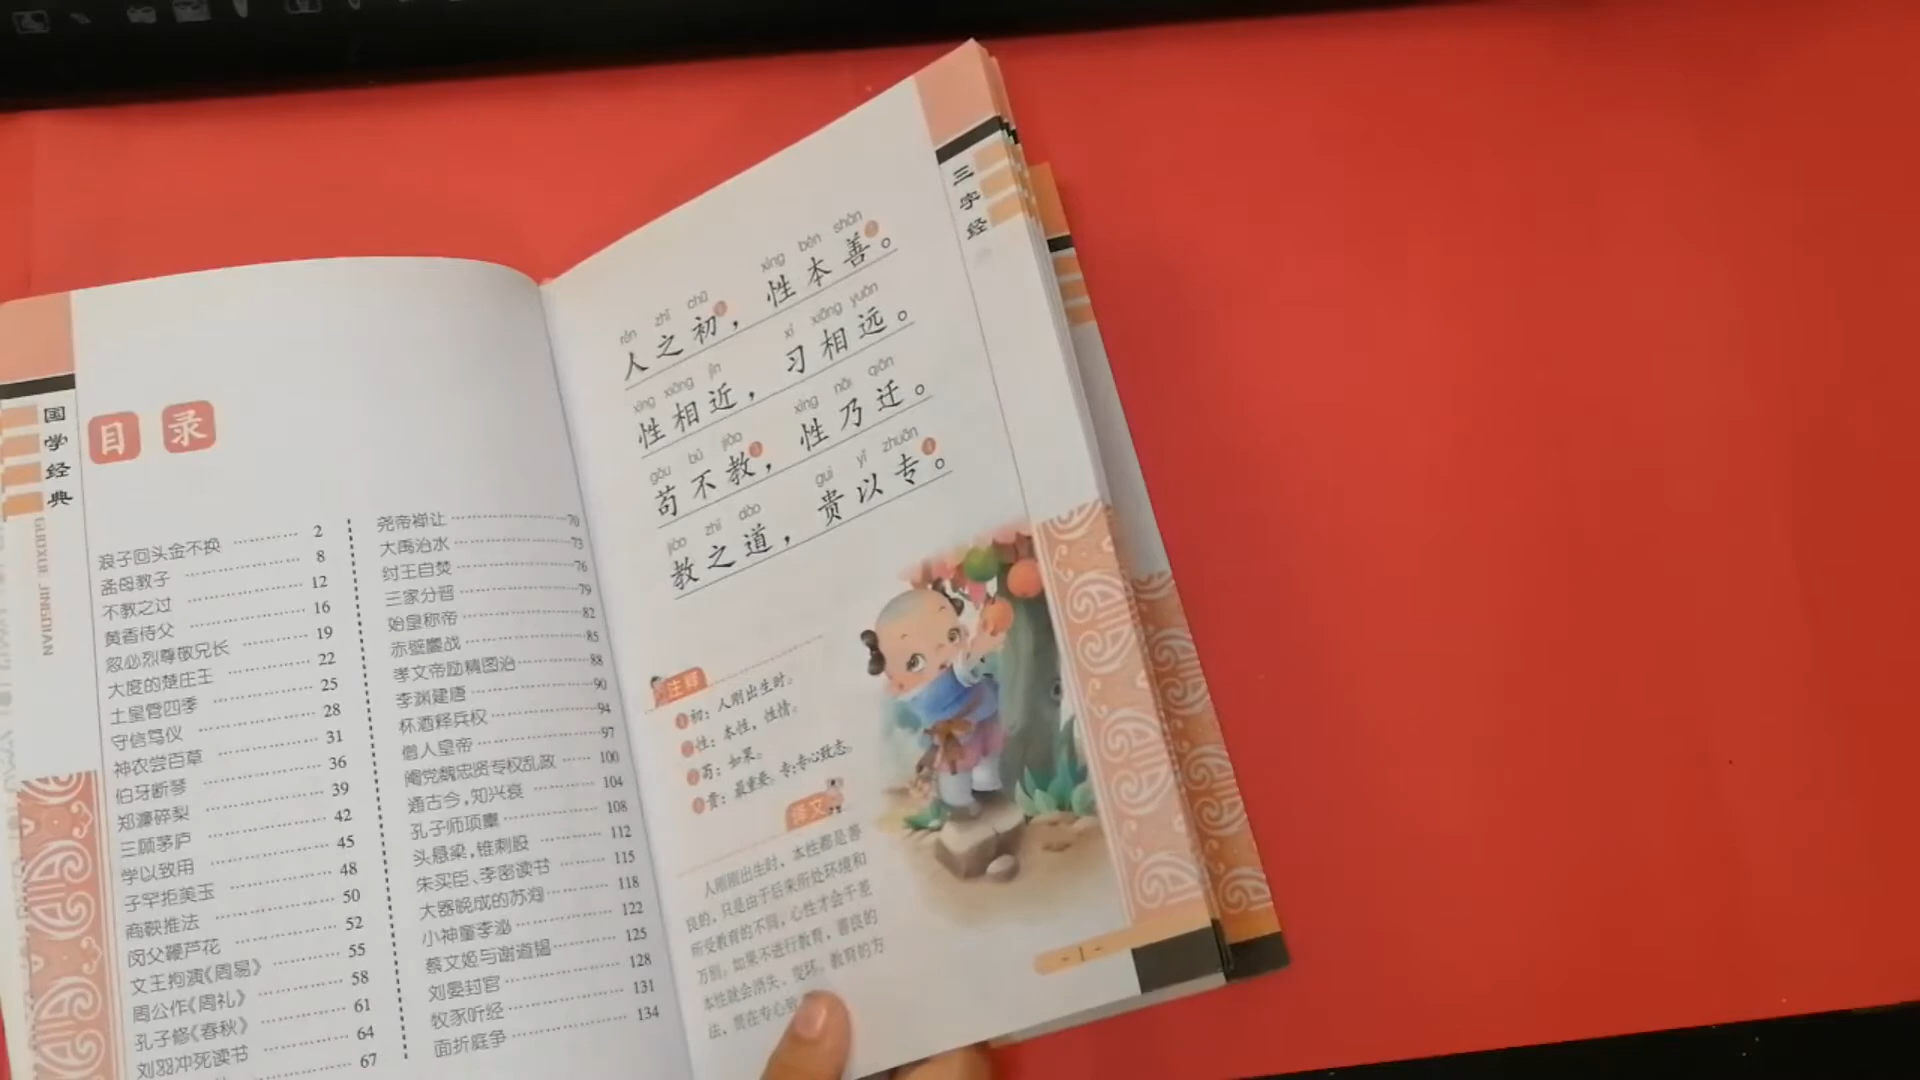 国学经典
GUOXUE JINGDIAN
目录
浪子回头金不换 ………… 2
孟母教子 ………… 8
不教之过 ………… 12
黄香侍父 ………… 16
忽必烈尊敬兄长 ………… 19
大度的楚庄王 ………… 22
土皇管四季 ………… 25
守信笃仪 ………… 28
神农尝百草 ………… 31
伯牙断琴 ………… 36
郑濂碎梨 ………… 39
三顾茅庐 ………… 42
学以致用 ………… 45
子罕拒美玉 ………… 48
商鞅推法 ………… 50
闵父鞭芦花 ………… 52
文王拘演《周易》 ………… 55
周公作《周礼》 ………… 58
孔子修《春秋》 ………… 61
刘羽冲死读书 ………… 64
………… 67
尧帝禅让 ………… 70
大禹治水 ………… 73
纣王自焚 ………… 76
三家分晋 ………… 79
始皇称帝 ………… 82
赤壁鏖战 ………… 85
孝文帝励精图治 ………… 88
李渊建唐 ………… 90
杯酒释兵权 ………… 94
僧人皇帝 ………… 97
阉党魏忠贤专权乱政 …… 100
通古今,知兴衰 ………… 104
孔子师项橐 ………… 108
头悬梁,锥刺股 ………… 112
朱买臣、李密读书 ………… 115
大器晚成的苏洵 ………… 118
小神童李泌 ………… 122
蔡文姬与谢道韫 ………… 125
刘晏封官 ………… 128
牧豕听经 ………… 131
面折庭争 ………… 134
三字经
rén zhī chū xìng běn shàn
人之初①，性本善。②
xìng xiāng jìn xí xiāng yuǎn
性相近，习相远。
gǒu bú jiào xìng nǎi qiān
苟不教③，性乃迁。
jiào zhī dào guì yǐ zhuān
教之道，贵以专④。
注释
①初：人刚出生时。
②性：本性，性情。
③苟：如果。
④贵：最重要。专:专心致志。
译文
人刚刚出生时，本性都是善
良的，只是由于后来所处环境和
所受教育的不同，心性才会千差
万别。如果不进行教育，善良的
本性就会消失、变坏。教育的方
法，贵在专心致
-1-